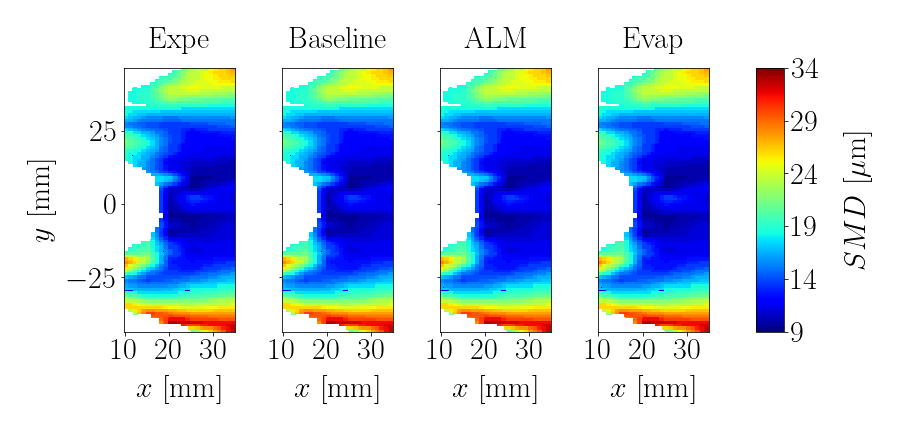 Expe Baseline ALM Evap
25
0
−25
y [mm]
10 20 30 10 20 30 10 20 30 10 20 30
x [mm] x [mm] x [mm] x [mm]
34
29
24
19
14
9
SMD [μm]